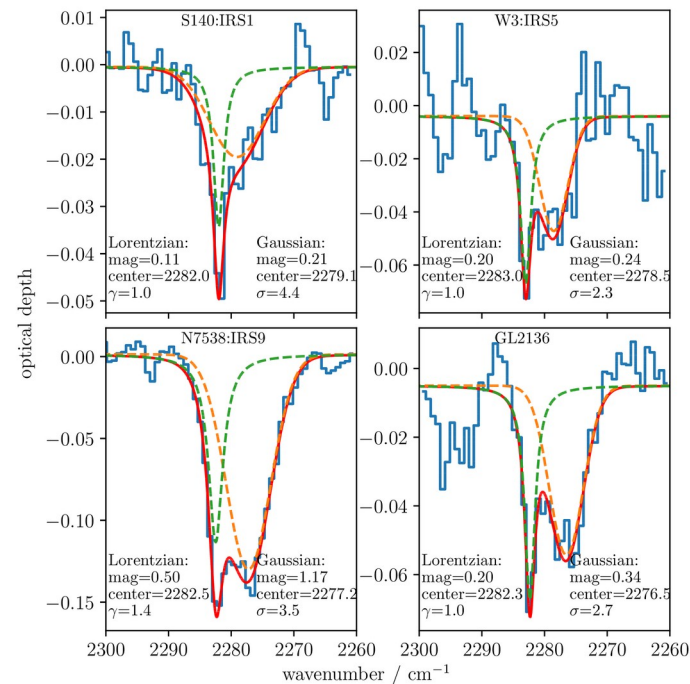 S140:IRS1
0.01
0.00
−0.01
−0.02
−0.03
−0.04
−0.05
Lorentzian:
mag=0.11
center=2282.0
γ=1.0
Gaussian:
mag=0.21
center=2279.1
σ=4.4
W3:IRS5
0.02
0.00
−0.02
−0.04
−0.06
Lorentzian:
mag=0.20
center=2283.0
γ=1.0
Gaussian:
mag=0.24
center=2278.5
σ=2.3
optical depth
N7538:IRS9
0.00
−0.05
−0.10
−0.15
Lorentzian:
mag=0.50
center=2282.5
γ=1.4
Gaussian:
mag=1.17
center=2277.2
σ=3.5
2300 2290 2280 2270 2260
GL2136
0.00
−0.02
−0.04
−0.06
Lorentzian:
mag=0.20
center=2282.3
γ=1.0
Gaussian:
mag=0.34
center=2276.5
σ=2.7
2300 2290 2280 2270 2260
wavenumber / cm⁻¹